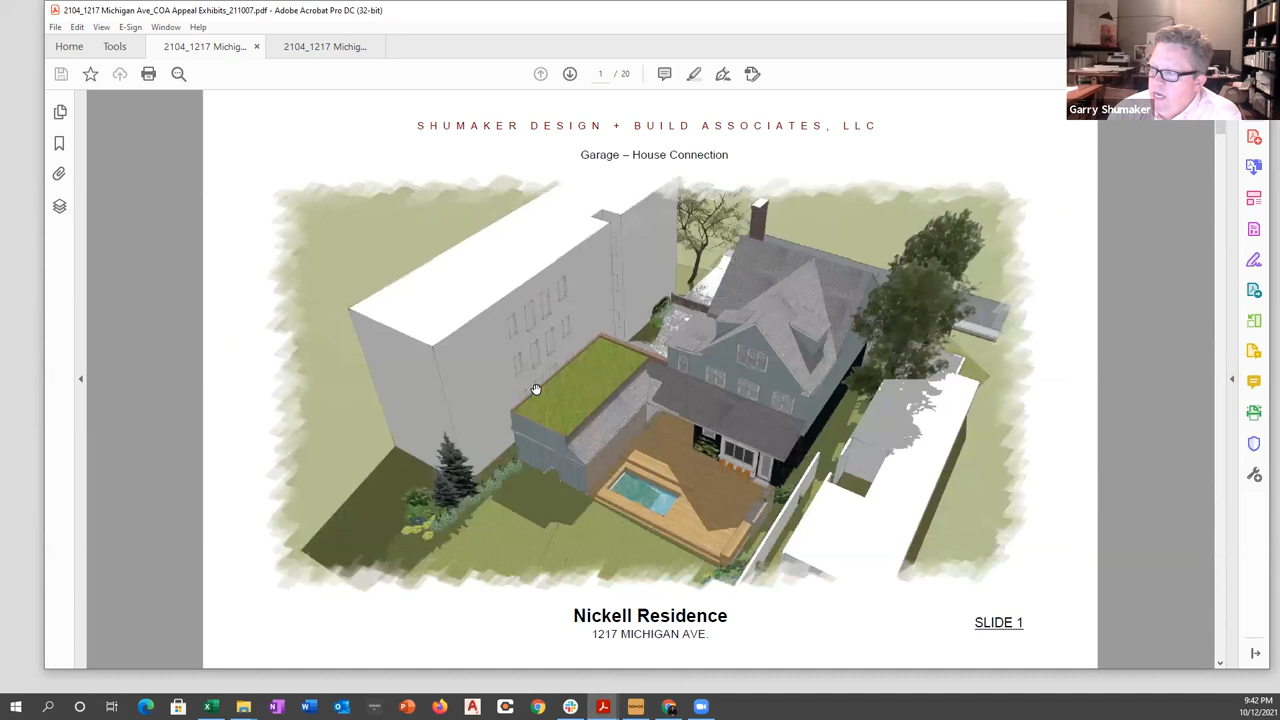 2104_1217 Michigan Ave_COA Appeal Exhibits_211007.pdf - Adobe Acrobat Pro DC (32-bit)
File Edit View E-Sign Window Help
Home Tools 2104_1217 Michig... × 2104_1217 Michig...
1 / 20
Garry Shumaker
SHUMAKER DESIGN + BUILD ASSOCIATES, LLC
Garage – House Connection
Nickell Residence
1217 MICHIGAN AVE.
SLIDE 1
9:42 PM
10/12/2021